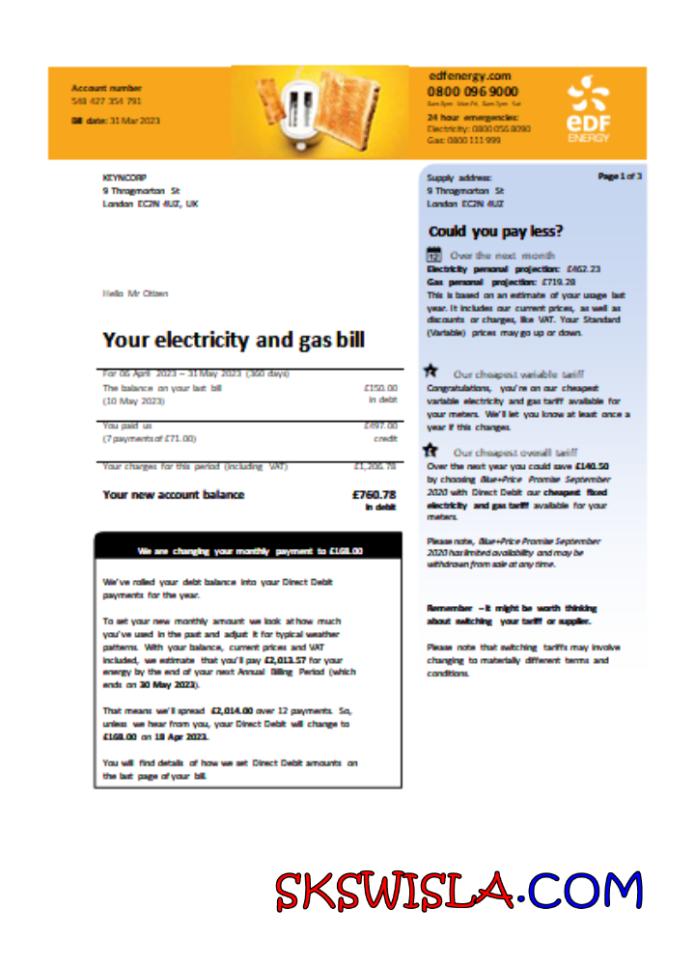 Account number
548 427 354 791
Bill date: 31 Mar 2023
edfenergy.com
0800 096 9000
8am-8pm Mon-Fri, 8am-2pm Sat
24 hour emergencies:
Electricity: 0800 056 8090
Gas: 0800 111 999
eDF
ENERGY
KEYNCORP
9 Throgmorton St
London EC2N 4UZ, UK
Hello Mr Citizen
Your electricity and gas bill
For 06 April 2023 – 31 May 2023 (360 days)
The balance on your last bill £150.00
(10 May 2023) in debt
You paid us £497.00
(7 payments of £71.00) credit
Your charges for this period (including VAT) £1,206.78
Your new account balance £760.78
in debt
We are changing your monthly payment to £168.00
We've rolled your debt balance into your Direct Debit
payments for the year.
To set your new monthly amount we look at how much
you've used in the past and adjust it for typical weather
patterns. With your balance, current prices and VAT
included, we estimate that you'll pay £2,013.57 for your
energy by the end of your next Annual Billing Period (which
ends on 30 May 2023).
That means we'll spread £2,014.00 over 12 payments. So,
unless we hear from you, your Direct Debit will change to
£168.00 on 18 Apr 2023.
You will find details of how we set Direct Debit amounts on
the last page of your bill.
Supply address: Page 1 of 3
9 Throgmorton St
London EC2N 4UZ
Could you pay less?
12 Over the next month
Electricity personal projection: £462.23
Gas personal projection: £719.28
This is based on an estimate of your usage last
year. It includes our current prices, as well as
discounts or charges, like VAT. Your Standard
(Variable) prices may go up or down.
Our cheapest variable tariff
Congratulations, you're on our cheapest
variable electricity and gas tariff available for
your meters. We'll let you know at least once a
year if this changes.
Our cheapest overall tariff
Over the next year you could save £140.50
by choosing Blue+Price Promise September
2020 with Direct Debit our cheapest fixed
electricity and gas tariff available for your
meters.
Please note, Blue+Price Promise September
2020 has limited availability and may be
withdrawn from sale at any time.
Remember – it might be worth thinking
about switching your tariff or supplier.
Please note that switching tariffs may involve
changing to materially different terms and
conditions.
SKSWISLA.COM